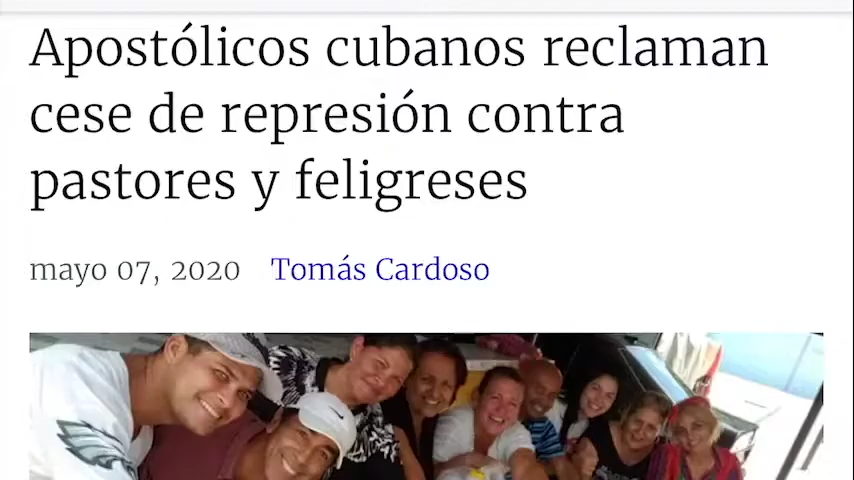 Apostólicos cubanos reclaman
cese de represión contra
pastores y feligreses
mayo 07, 2020 Tomás Cardoso